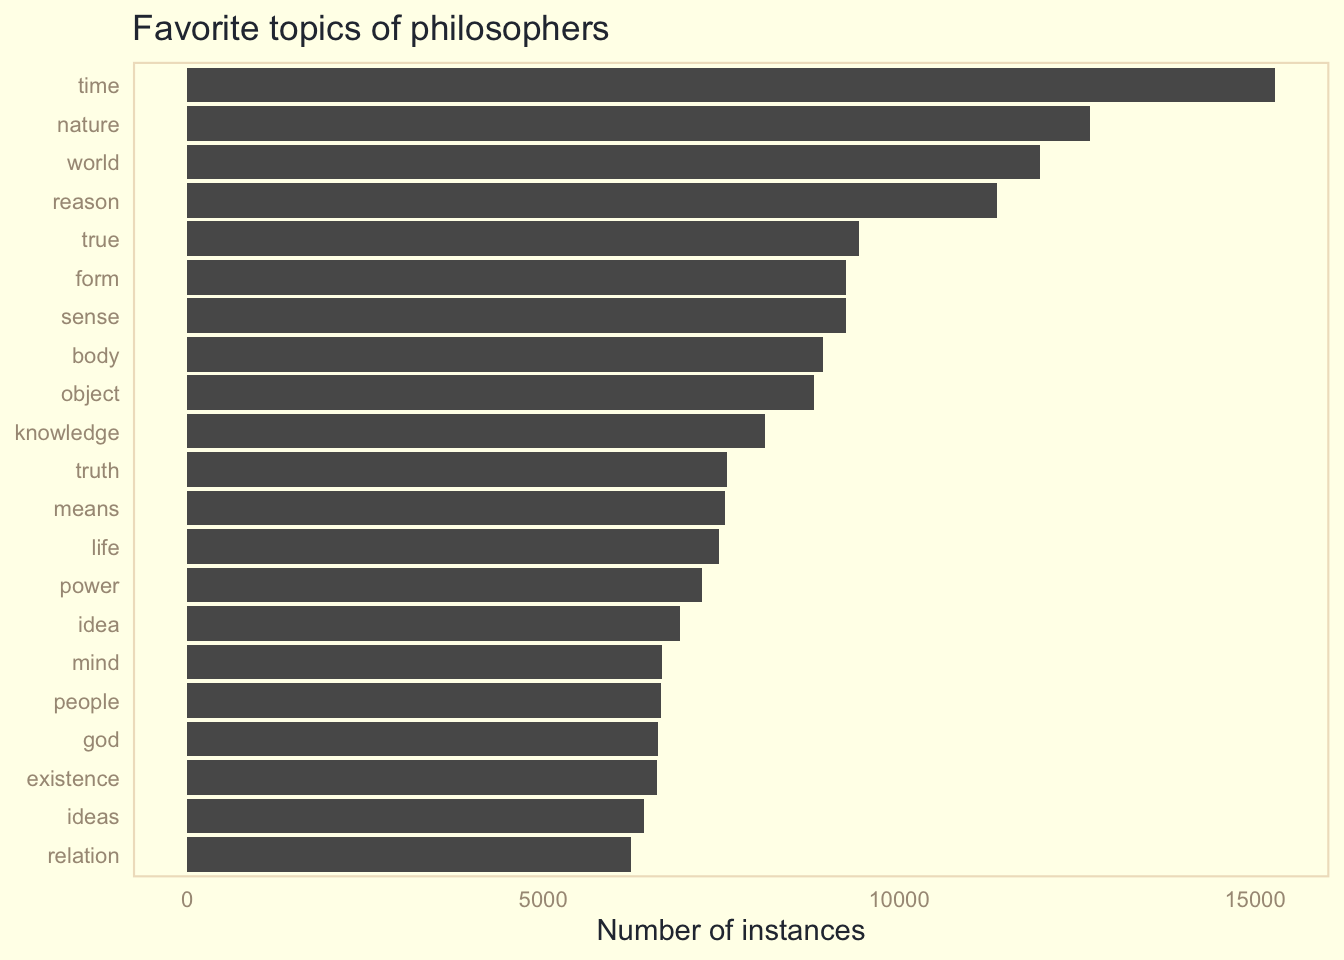 Favorite topics of philosophers
time
nature
world
reason
true
form
sense
body
object
knowledge
truth
means
life
power
idea
mind
people
god
existence
ideas
relation
0 5000 10000 15000
Number of instances